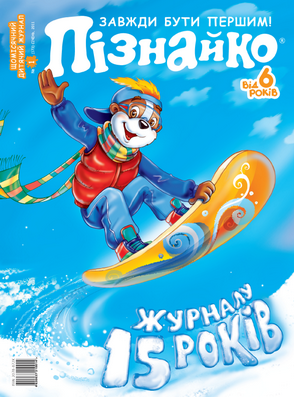 ЗАВЖДИ БУТИ ПЕРШИМ!
ЩОМІСЯЧНИЙ
ДИТЯЧИЙ ЖУРНАЛ
Пізнайко®
ВІД 6
РОКІВ
ЖУРНАЛУ
15 РОКІВ